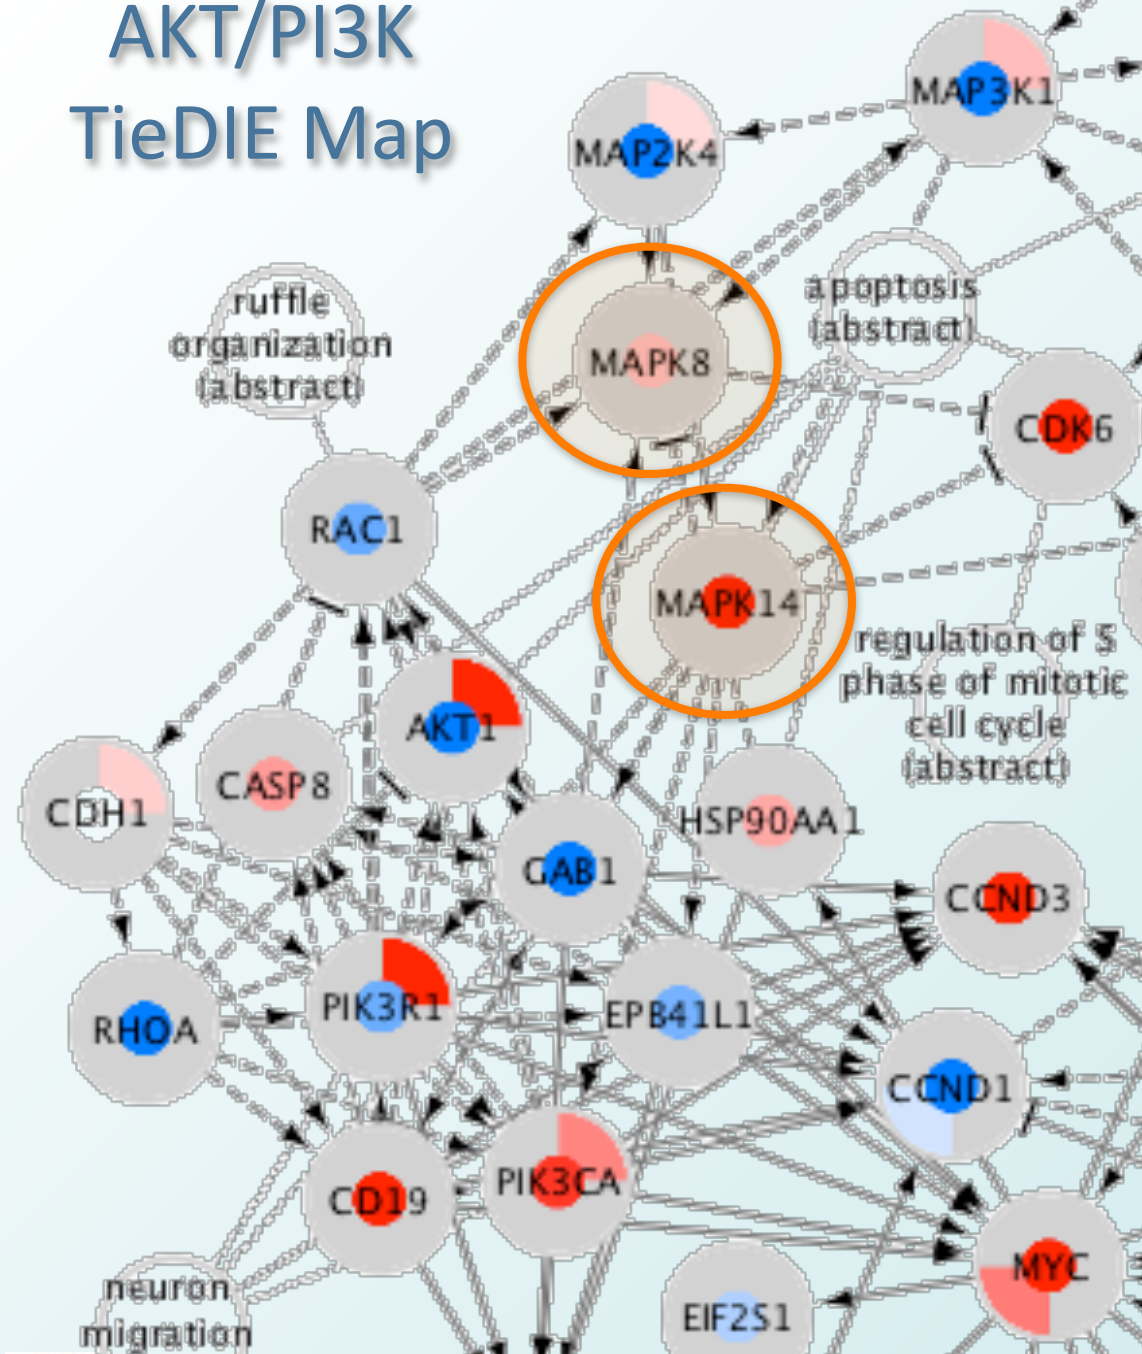 AKT/PI3K
TieDIE Map
MAP3K1
MAP2K4
ruffle
organization
(abstract)
apoptosis
(abstract)
MAPK8
CDK6
RAC1
MAPK14
regulation of S
phase of mitotic
cell cycle
(abstract)
AKT1
CASP8
CDH1
HSP90AA1
GAB1
CCND3
PIK3R1
EPB41L1
RHOA
CCND1
PIK3CA
CD19
MYC
neuron
migration
EIF2S1